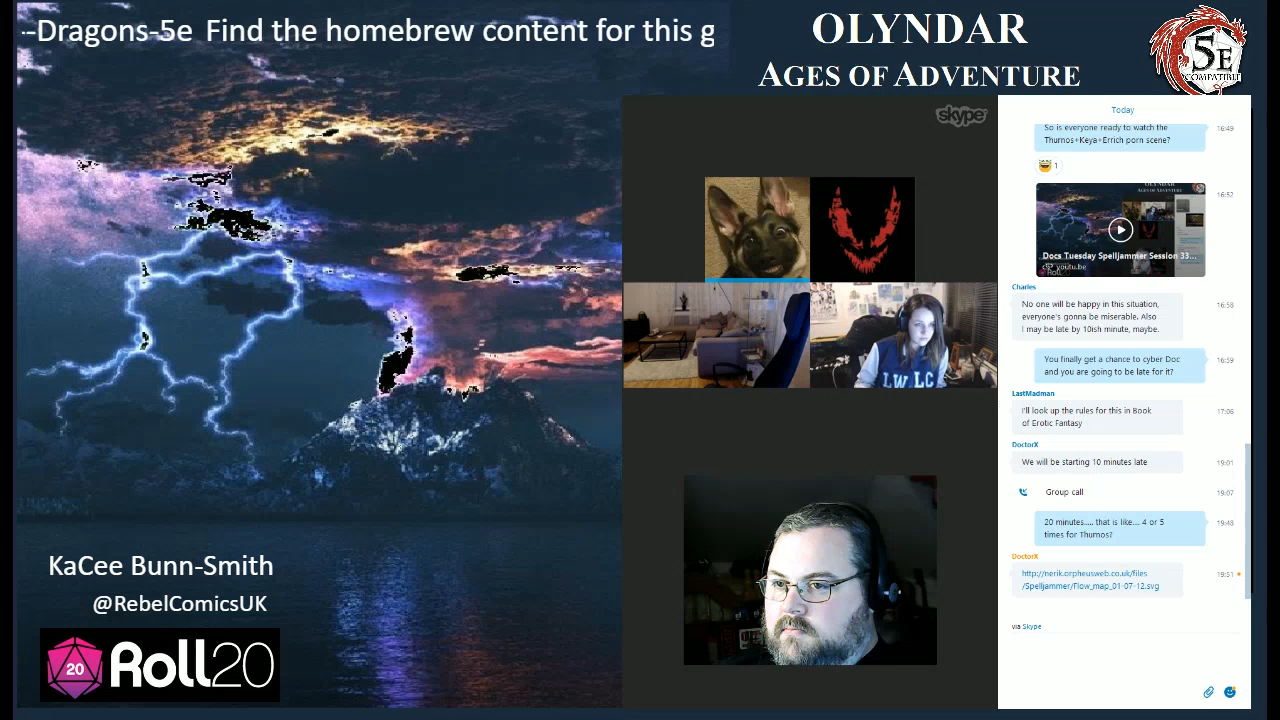 -Dragons-5e Find the homebrew content for this g
OLYNDAR
AGES OF ADVENTURE
5E
COMPATIBLE
skype
Today
So is everyone ready to watch the
Thurnos+Keya+Errich porn scene?
16:49
1
OLYNDAR
AGES OF ADVENTURE
16:52
Docs Tuesday Spelljammer Session 33...
youtu.be
Charles
No one will be happy in this situation,
everyone's gonna be miserable. Also
I may be late by 10ish minute, maybe.
16:58
You finally get a chance to cyber Doc
and you are going to be late for it?
16:59
LastMadman
I'll look up the rules for this in Book
of Erotic Fantasy
17:06
DoctorX
We will be starting 10 minutes late
19:01
Group call
19:07
20 minutes..... that is like.... 4 or 5
times for Thurnos?
19:48
DoctorX
http://nerik.orpheusweb.co.uk/files
/Spelljammer/Flow_map_01-07-12.svg
19:51
via Skype
L.W.L.C
KaCee Bunn-Smith
@RebelComicsUK
20
Roll20